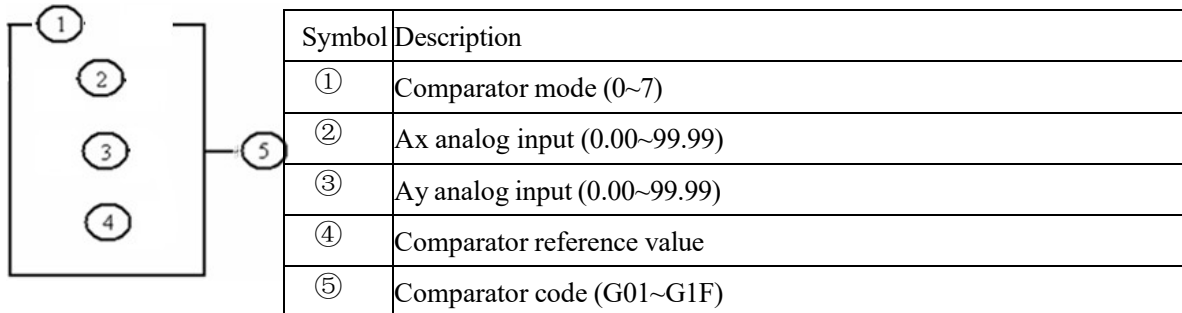 1
2
3
4
5
Symbol Description
① Comparator mode (0~7)
② Ax analog input (0.00~99.99)
③ Ay analog input (0.00~99.99)
④ Comparator reference value
⑤ Comparator code (G01~G1F)